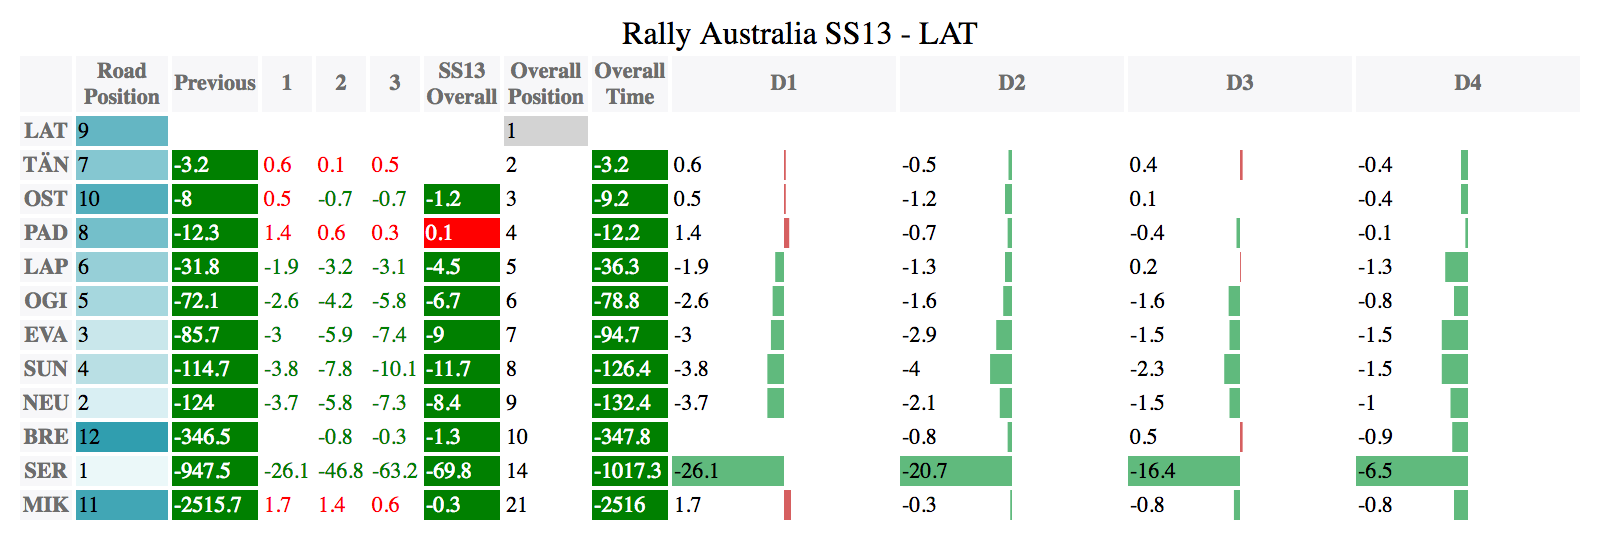 Rally Australia SS13 - LAT
Road Position Previous 1 2 3 SS13 Overall Overall Position Overall Time D1 D2 D3 D4
LAT 9 1
TÄN 7 -3.2 0.6 0.1 0.5 2 -3.2 0.6 -0.5 0.4 -0.4
OST 10 -8 0.5 -0.7 -0.7 -1.2 3 -9.2 0.5 -1.2 0.1 -0.4
PAD 8 -12.3 1.4 0.6 0.3 0.1 4 -12.2 1.4 -0.7 -0.4 -0.1
LAP 6 -31.8 -1.9 -3.2 -3.1 -4.5 5 -36.3 -1.9 -1.3 0.2 -1.3
OGI 5 -72.1 -2.6 -4.2 -5.8 -6.7 6 -78.8 -2.6 -1.6 -1.6 -0.8
EVA 3 -85.7 -3 -5.9 -7.4 -9 7 -94.7 -3 -2.9 -1.5 -1.5
SUN 4 -114.7 -3.8 -7.8 -10.1 -11.7 8 -126.4 -3.8 -4 -2.3 -1.5
NEU 2 -124 -3.7 -5.8 -7.3 -8.4 9 -132.4 -3.7 -2.1 -1.5 -1
BRE 12 -346.5 -0.8 -0.3 -1.3 10 -347.8 -0.8 0.5 -0.9
SER 1 -947.5 -26.1 -46.8 -63.2 -69.8 14 -1017.3 -26.1 -20.7 -16.4 -6.5
MIK 11 -2515.7 1.7 1.4 0.6 -0.3 21 -2516 1.7 -0.3 -0.8 -0.8